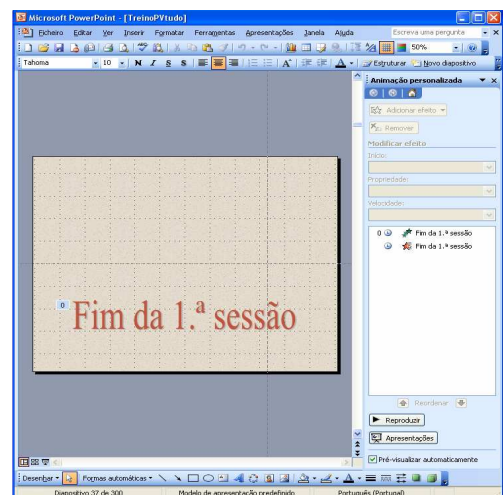 Microsoft PowerPoint - [TreinoPVtudo]
Ficheiro Editar Ver Inserir Formatar Ferramentas Apresentações Janela Ajuda Escreva uma pergunta
50%
Tahoma 10 N I S S A A Estruturar Novo diapositivo
Animação personalizada
Adicionar efeito
Remover
Modificar efeito
Início:
Propriedade:
Velocidade:
0 Fim da 1.ª sessão
Fim da 1.ª sessão
0
Fim da 1.ª sessão
Reordenar
Reproduzir
Apresentações
Pré-visualizar automaticamente
Desenhar Formas automáticas A
Diapositivo 37 de 300 Modelo de apresentação predefinido Português (Portugal)